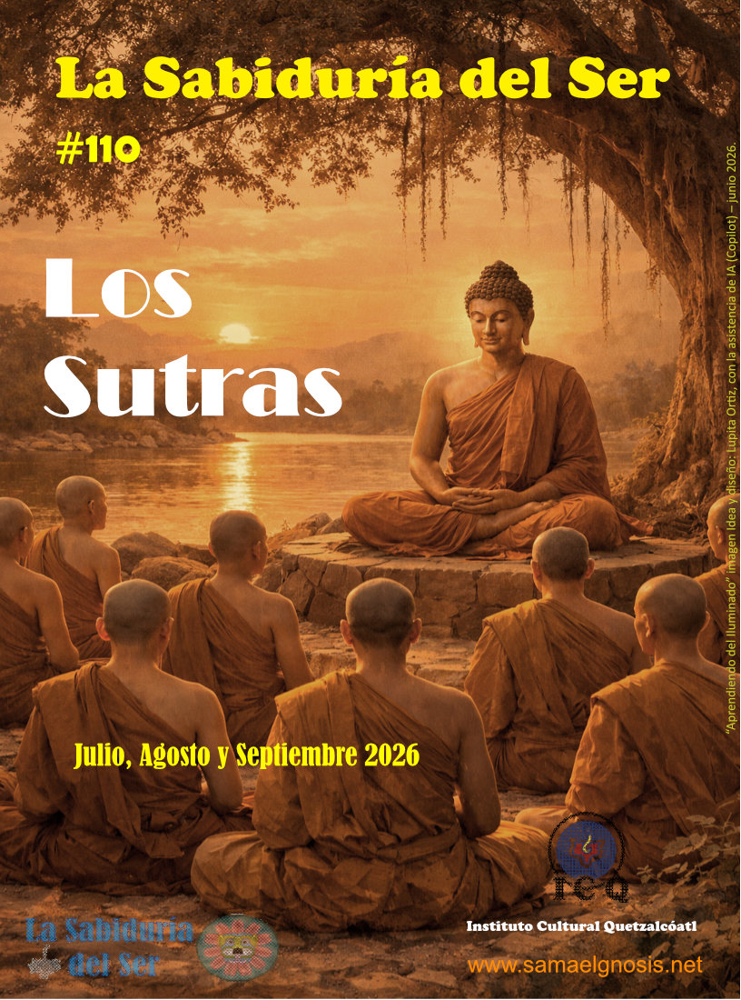 La Sabiduría del Ser
#110
Los
Sutras
"Aprendiendo del Iluminado" imagen Idea y diseño: Lupita Ortiz, con la asistencia de IA (Copilot) – junio 2026.
Julio, Agosto y Septiembre 2026
ICQ
La Sabiduría
del Ser
Instituto Cultural Quetzalcóatl
www.samaelgnosis.net